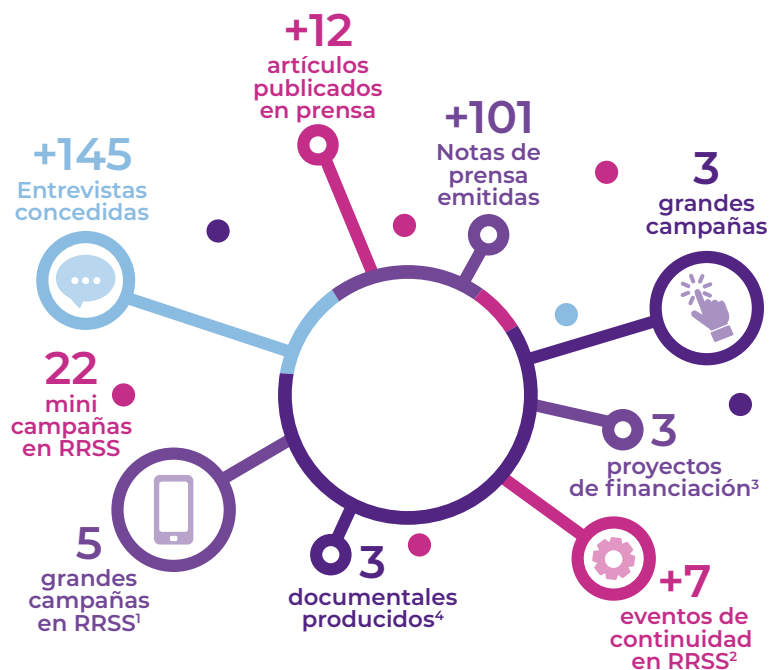 +12
artículos
publicados
en prensa
+101
Notas de
prensa
emitidas
+145
Entrevistas
concedidas
3
grandes
campañas
22
mini
campañas
en RRSS
3
proyectos
de financiación³
5
grandes
campañas
en RRSS¹
3
documentales
producidos⁴
+7
eventos de
continuidad
en RRSS²